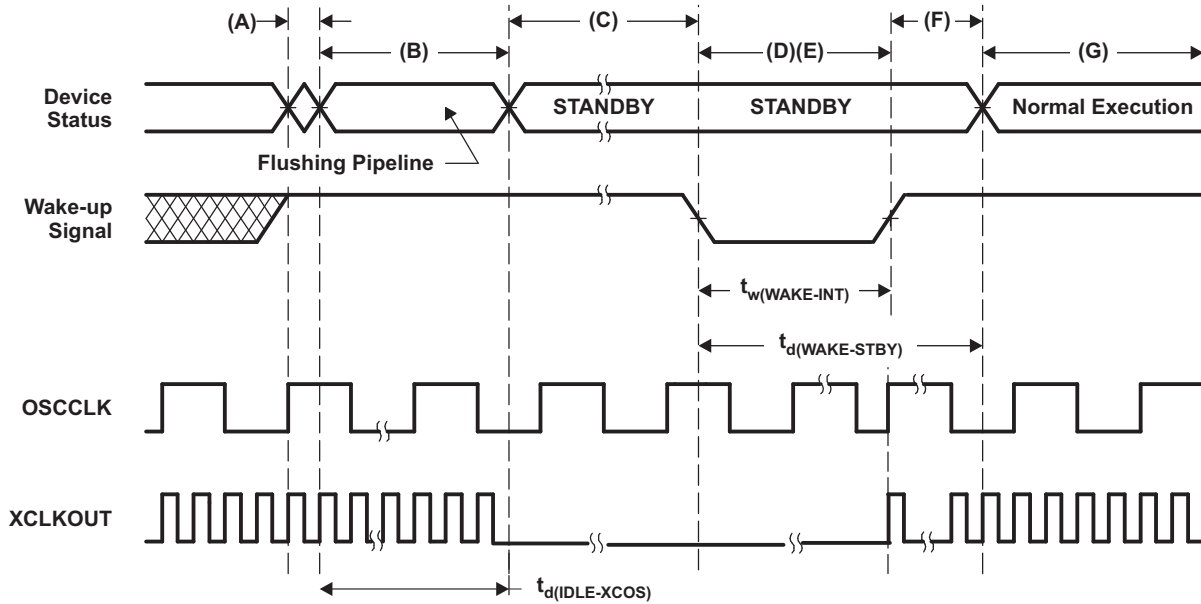 (A)
(B)
(C)
(D)(E)
(F)
(G)
Device
Status
STANDBY
STANDBY
Normal Execution
Flushing Pipeline
Wake-up
Signal
tw(WAKE-INT)
td(WAKE-STBY)
OSCCLK
XCLKOUT
td(IDLE-XCOS)